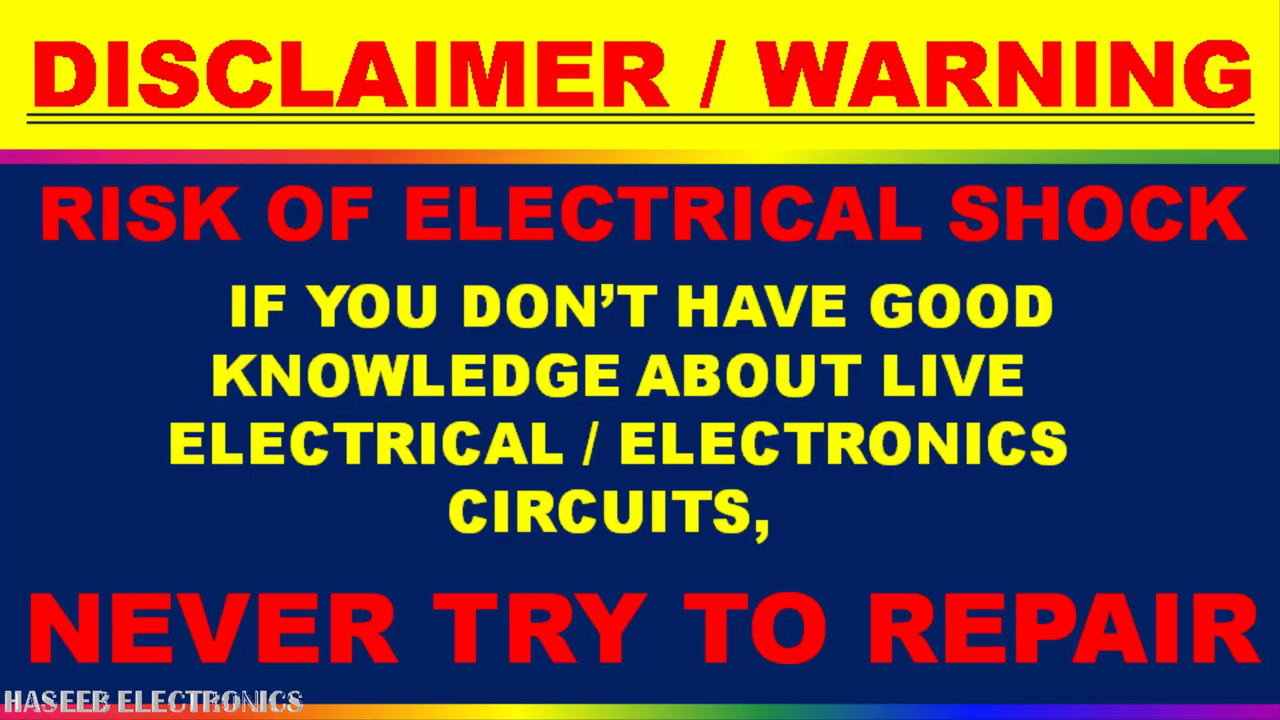 DISCLAIMER / WARNING
RISK OF ELECTRICAL SHOCK
IF YOU DON’T HAVE GOOD
KNOWLEDGE ABOUT LIVE
ELECTRICAL / ELECTRONICS
CIRCUITS,
NEVER TRY TO REPAIR
HASEEB ELECTRONICS